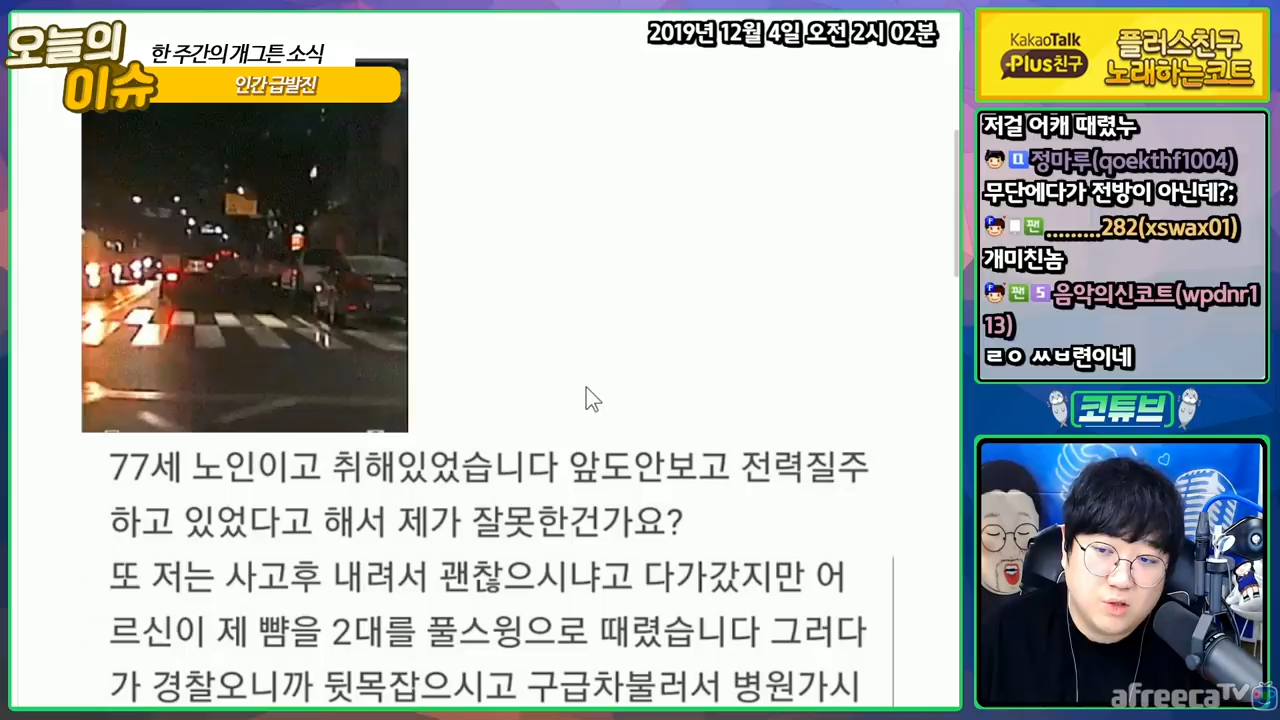 오늘의
이슈
한 주간의 개그튼 소식
인간 급발진
2019년 12월 4일 오전 2시 02분
77세 노인이고 취해있었습니다 앞도안보고 전력질주
하고 있었다고 해서 제가 잘못한건가요?
또 저는 사고후 내려서 괜찮으시냐고 다가갔지만 어
르신이 제 뺨을 2대를 풀스윙으로 때렸습니다 그러다
가 경찰오니까 뒷목잡으시고 구급차불러서 병원가시
KakaoTalk
Plus친구
플러스친구
노래하는코트
저걸 어캐 때렸누
정마루(qoekthf1004)
무단에다가 전방이 아닌데?;
팬 .........282(xswax01)
개미친놈
팬 S 음악의신코트(wpdnr1
13)
ㄹㅇ ㅆㅂ련이네
코튜브
afreecaTV